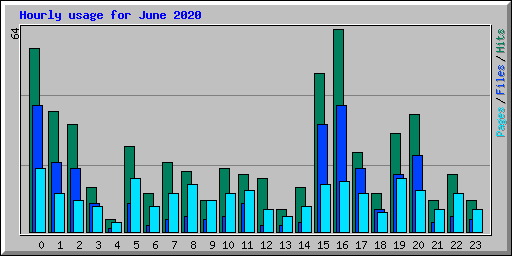 Hourly usage for June 2020
64
Pages / Files / Hits
0 1 2 3 4 5 6 7 8 9 10 11 12 13 14 15 16 17 18 19 20 21 22 23